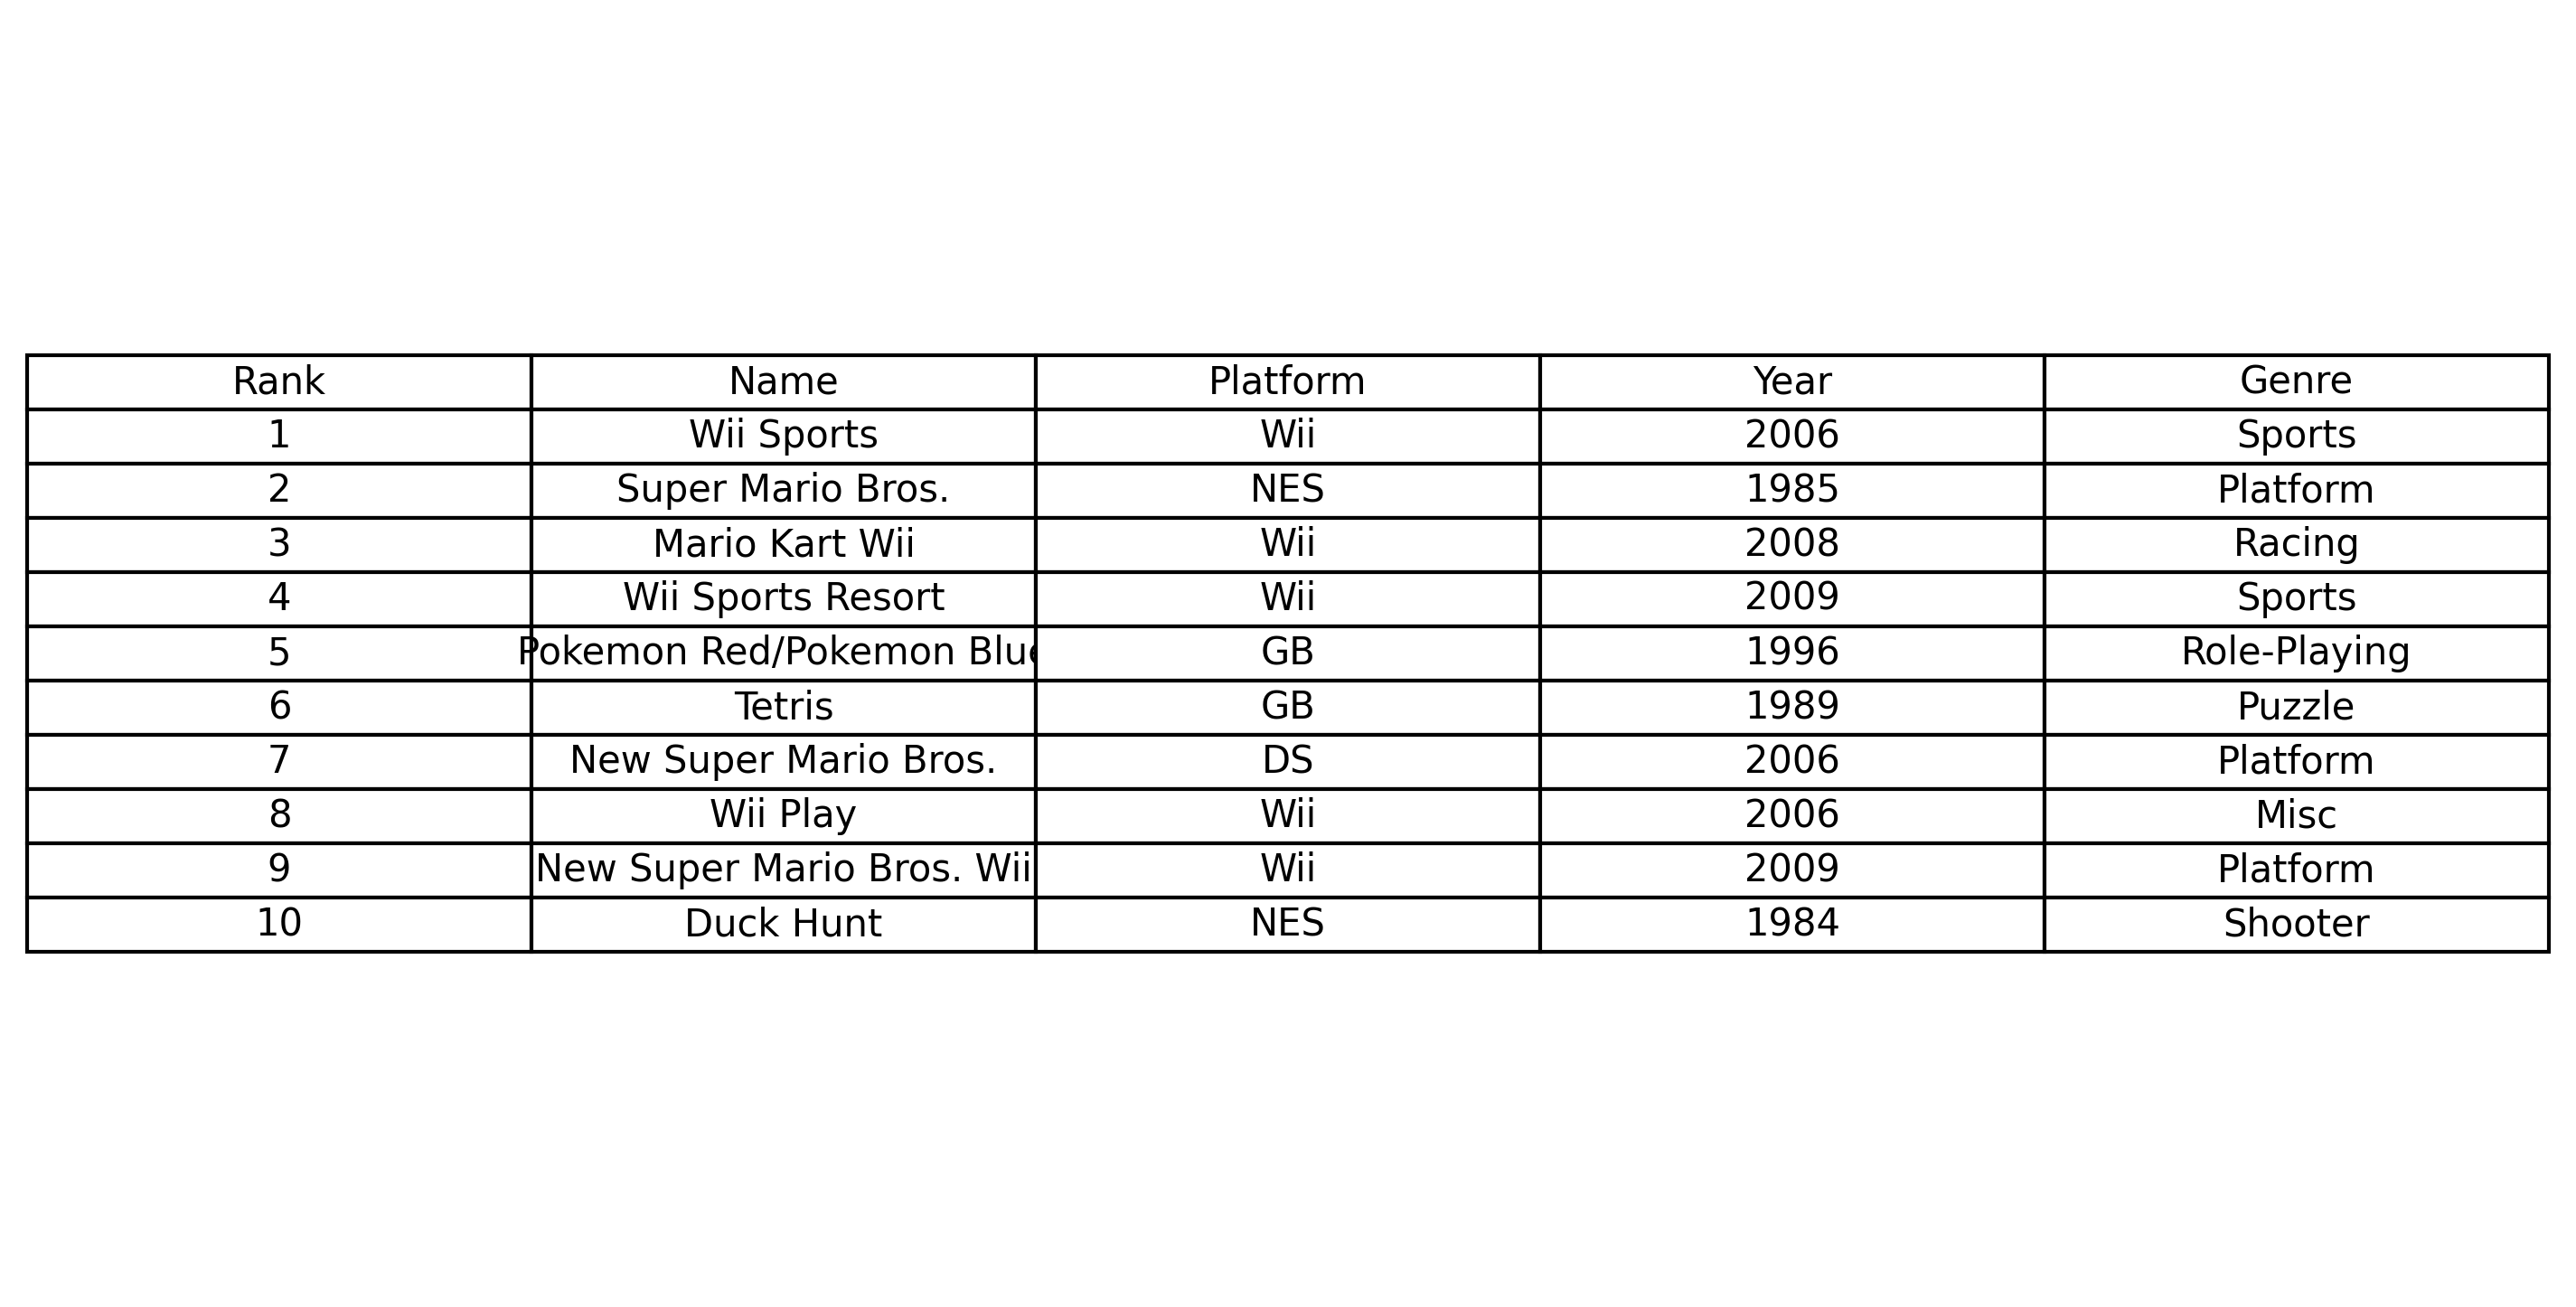 Rank Name Platform Year Genre
1 Wii Sports Wii 2006 Sports
2 Super Mario Bros. NES 1985 Platform
3 Mario Kart Wii Wii 2008 Racing
4 Wii Sports Resort Wii 2009 Sports
5 Pokemon Red/Pokemon Blue GB 1996 Role-Playing
6 Tetris GB 1989 Puzzle
7 New Super Mario Bros. DS 2006 Platform
8 Wii Play Wii 2006 Misc
9 New Super Mario Bros. Wii Wii 2009 Platform
10 Duck Hunt NES 1984 Shooter